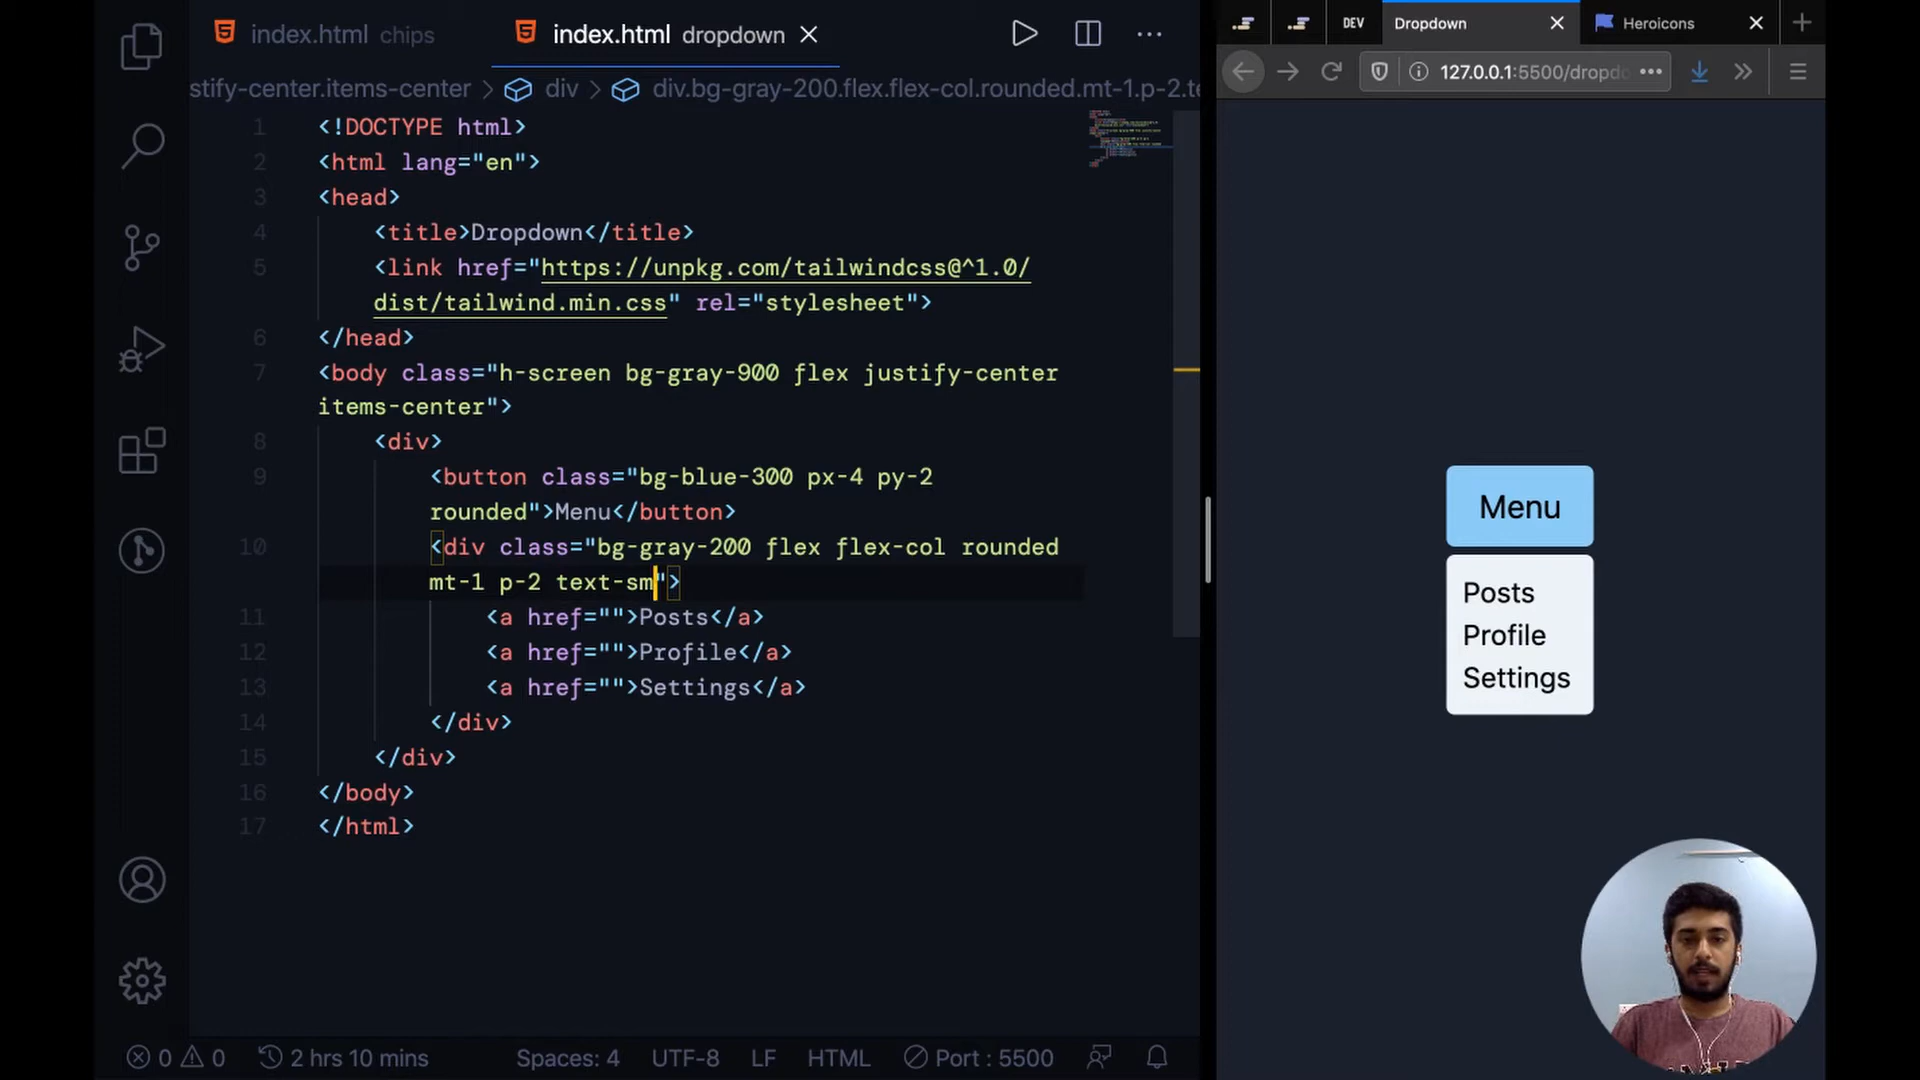 index.html chips
index.html dropdown
stify-center.items-center > div > div.bg-gray-200.flex.flex-col.rounded.mt-1.p-2.te
1 <!DOCTYPE html>
2 <html lang="en">
3 <head>
4 <title>Dropdown</title>
5 <link href="https://unpkg.com/tailwindcss@^1.0/
dist/tailwind.min.css" rel="stylesheet">
6 </head>
7 <body class="h-screen bg-gray-900 flex justify-center
items-center">
8 <div>
9 <button class="bg-blue-300 px-4 py-2
rounded">Menu</button>
10 <div class="bg-gray-200 flex flex-col rounded
mt-1 p-2 text-sm">
11 <a href="">Posts</a>
12 <a href="">Profile</a>
13 <a href="">Settings</a>
14 </div>
15 </div>
16 </body>
17 </html>
0 0 2 hrs 10 mins Spaces: 4 UTF-8 LF HTML Port : 5500
DEV Dropdown Heroicons
127.0.0.1:5500/dropdo
Menu
Posts
Profile
Settings